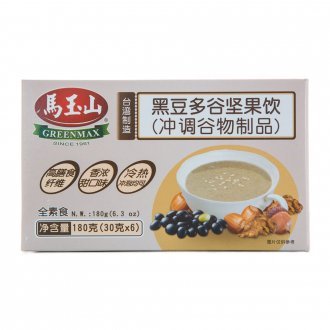 馬玉山
GREENMAX
SINCE.1981
台湾制造
黑豆多谷坚果饮
(冲调谷物制品)
高膳食
纤维
香浓
甜口味
冷热
冲泡均可
全素食 N.W.:180g(6.3 oz)
净含量 180克(30克x6)
图片仅供参考